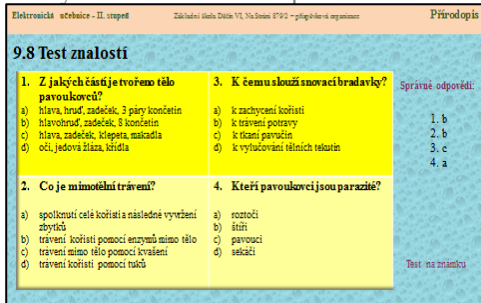 Elektronická učebnice - II. stupeň
Základní škola Děčín VI, Na Stráni 879/2 – příspěvková organizace
Přírodopis
9.8 Test znalostí
1. Z jakých částí je tvořeno tělo
pavoukovců?
a) hlava, hruď, zadeček, 3 páry končetin
b) hlavohruď, zadeček, 8 končetin
c) hlava, zadeček, klepeta, makadla
d) oči, jedová žláza, křídla
2. Co je mimotělní trávení?
a) spolknutí celé kořisti a následné vyvržení
zbytků
b) trávení kořisti pomocí enzymů mimo tělo
c) trávení mimo tělo pomocí kvašení
d) trávení kořisti pomocí tuků
3. K čemu slouží snovací bradavky?
a) k zachycení kořisti
b) k trávení potravy
c) k tkaní pavučin
d) k vylučování tělních tekutin
4. Kteří pavoukovci jsou parazité?
a) roztoči
b) štíři
c) pavouci
d) sekáči
Správné odpovědi:
1. b
2. b
3. c
4. a
Test na známku